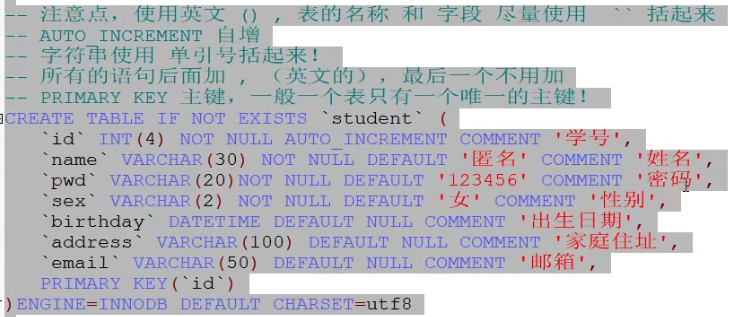 -- 注意点，使用英文 () , 表的名称 和 字段 尽量使用 `` 括起来
-- AUTO_INCREMENT 自增
-- 字符串使用 单引号括起来！
-- 所有的语句后面加 , （英文的），最后一个不用加
-- PRIMARY KEY 主键，一般一个表只有一个唯一的主键！
CREATE TABLE IF NOT EXISTS `student` (
`id` INT(4) NOT NULL AUTO_INCREMENT COMMENT '学号',
`name` VARCHAR(30) NOT NULL DEFAULT '匿名' COMMENT '姓名',
`pwd` VARCHAR(20)NOT NULL DEFAULT '123456' COMMENT '密码',
`sex` VARCHAR(2) NOT NULL DEFAULT '女' COMMENT '性别',
`birthday` DATETIME DEFAULT NULL COMMENT '出生日期',
`address` VARCHAR(100) DEFAULT NULL COMMENT '家庭住址',
`email` VARCHAR(50) DEFAULT NULL COMMENT '邮箱',
PRIMARY KEY(`id`)
)ENGINE=INNODB DEFAULT CHARSET=utf8